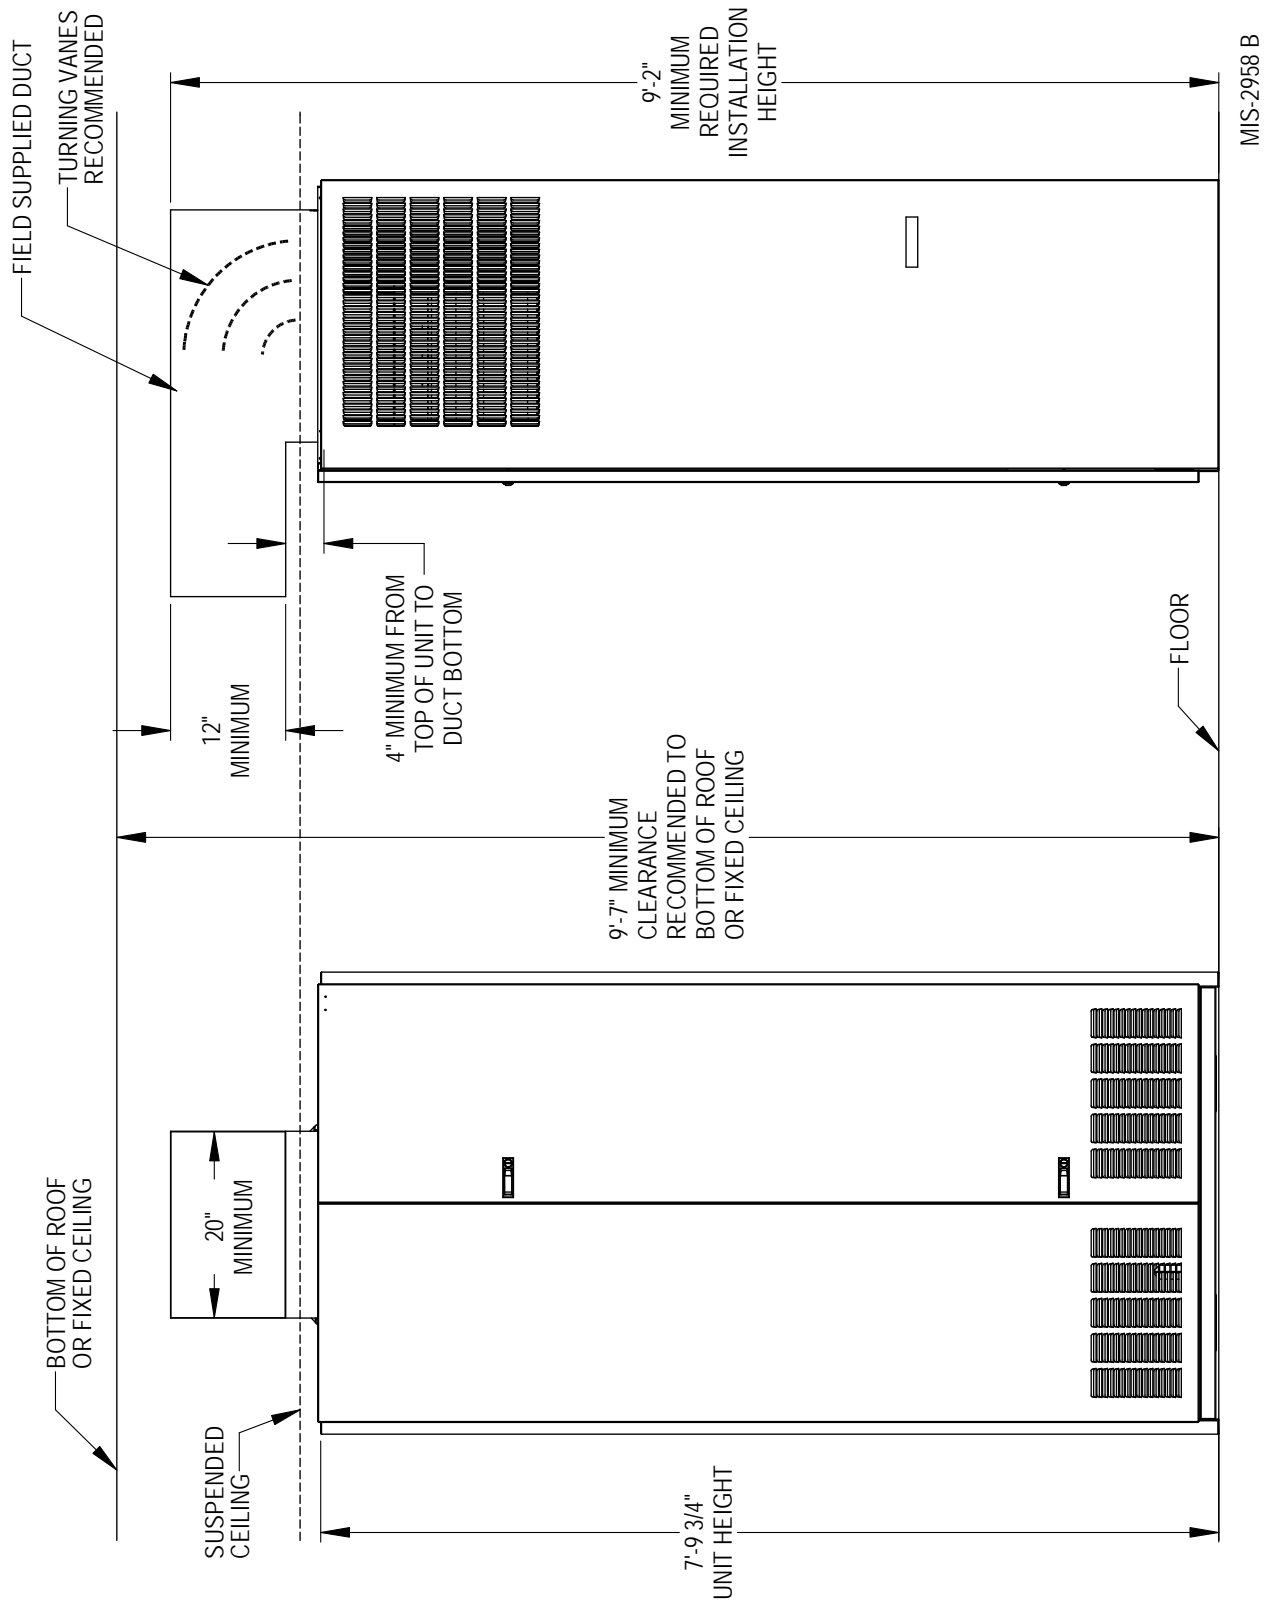 FIELD SUPPLIED DUCT
TURNING VANES
RECOMMENDED
9'-2"
MINIMUM
REQUIRED
INSTALLATION
HEIGHT
MIS-2958 B
12"
MINIMUM
4" MINIMUM FROM
TOP OF UNIT TO
DUCT BOTTOM
FLOOR
9'-7" MINIMUM
CLEARANCE
RECOMMENDED TO
BOTTOM OF ROOF
OR FIXED CEILING
BOTTOM OF ROOF
OR FIXED CEILING
20"
MINIMUM
SUSPENDED
CEILING
7'-9 3/4"
UNIT HEIGHT